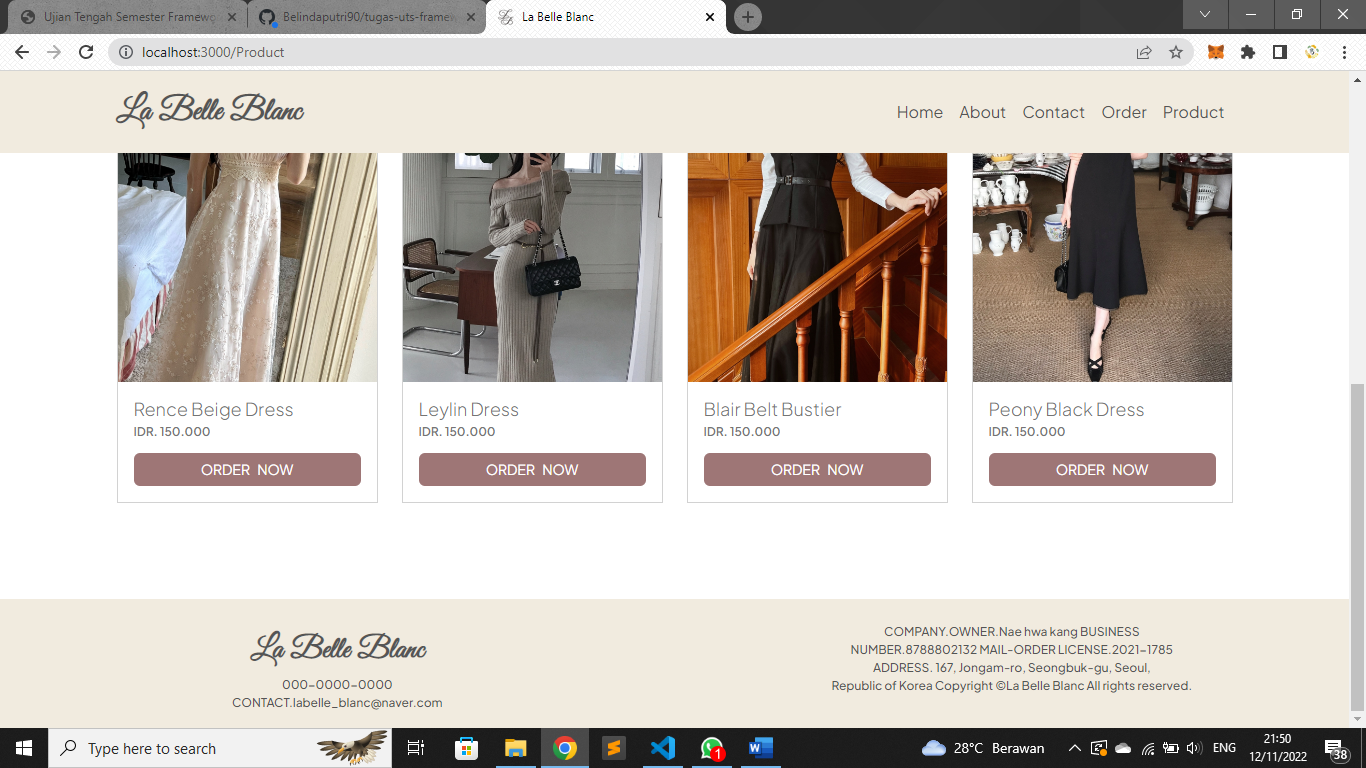 Ujian Tengah Semester Framewo
Belindaputri90/tugas-uts-framew
La Belle Blanc
localhost:3000/Product
La Belle Blanc
Home About Contact Order Product
Rence Beige Dress
IDR. 150.000
ORDER NOW
Leylin Dress
IDR. 150.000
ORDER NOW
Blair Belt Bustier
IDR. 150.000
ORDER NOW
Peony Black Dress
IDR. 150.000
ORDER NOW
La Belle Blanc
000-0000-0000
CONTACT.labelle_blanc@naver.com
COMPANY.OWNER.Nae hwa kang BUSINESS
NUMBER.8788802132 MAIL-ORDER LICENSE.2021-1785
ADDRESS. 167, Jongam-ro, Seongbuk-gu, Seoul,
Republic of Korea Copyright ©La Belle Blanc All rights reserved.
Type here to search
1
28°C Berawan
ENG
21:50
12/11/2022
38